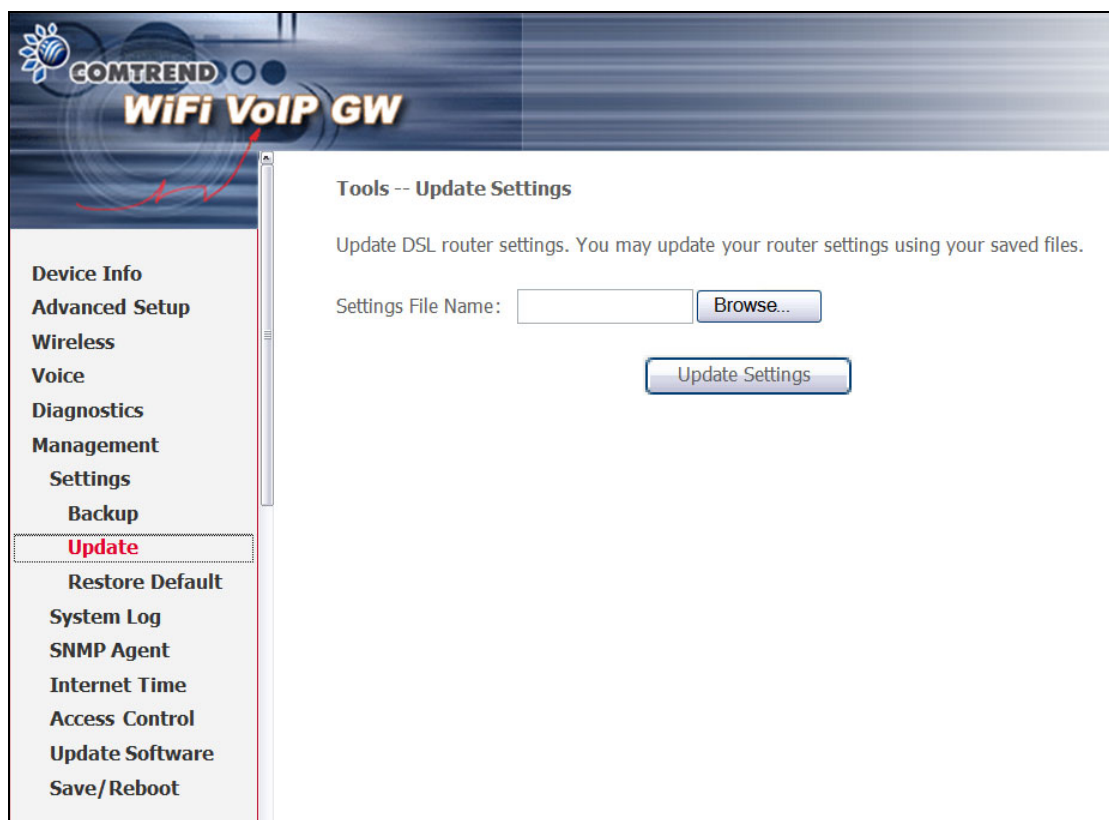 COMTREND
WiFi VoIP GW
Device Info
Advanced Setup
Wireless
Voice
Diagnostics
Management
Settings
Backup
Update
Restore Default
System Log
SNMP Agent
Internet Time
Access Control
Update Software
Save/Reboot
Tools -- Update Settings
Update DSL router settings. You may update your router settings using your saved files.
Settings File Name: Browse...
Update Settings